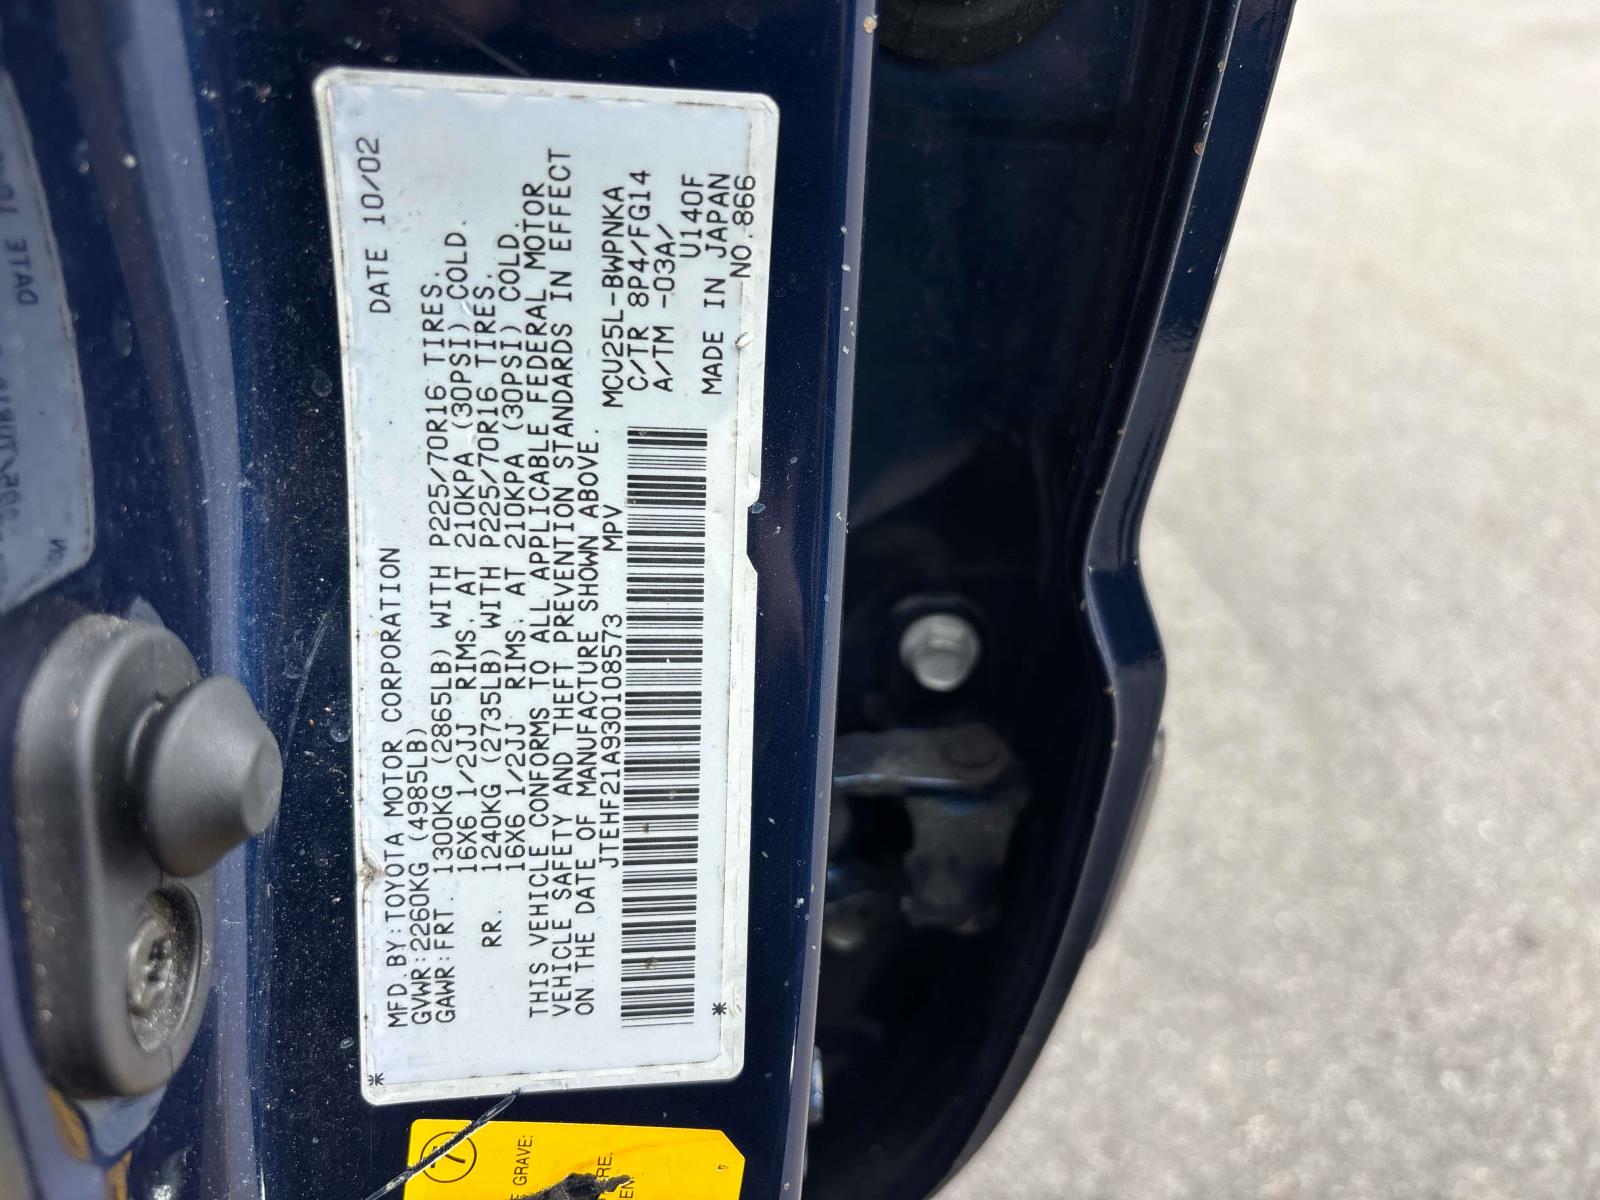 MFD.BY:TOYOTA MOTOR CORPORATION DATE 10/02
GVWR:2260KG (4985LB)
GAWR:FRT. 1300KG (2865LB) WITH P225/70R16 TIRES.
16X6 1/2JJ RIMS. AT 210KPA (30PSI) COLD.
RR. 1240KG (2735LB) WITH P225/70R16 TIRES.
16X6 1/2JJ RIMS. AT 210KPA (30PSI) COLD.
THIS VEHICLE CONFORMS TO ALL APPLICABLE FEDERAL MOTOR
VEHICLE SAFETY AND THEFT PREVENTION STANDARDS IN EFFECT
ON THE DATE OF MANUFACTURE SHOWN ABOVE.
JTEHF21A930108573 MPV
MCU25L-BWPNKA
C/TR 8P4/FG14
A/TM -03A/
U140F
MADE IN JAPAN
NO.866
7
GRAVE:
DATE